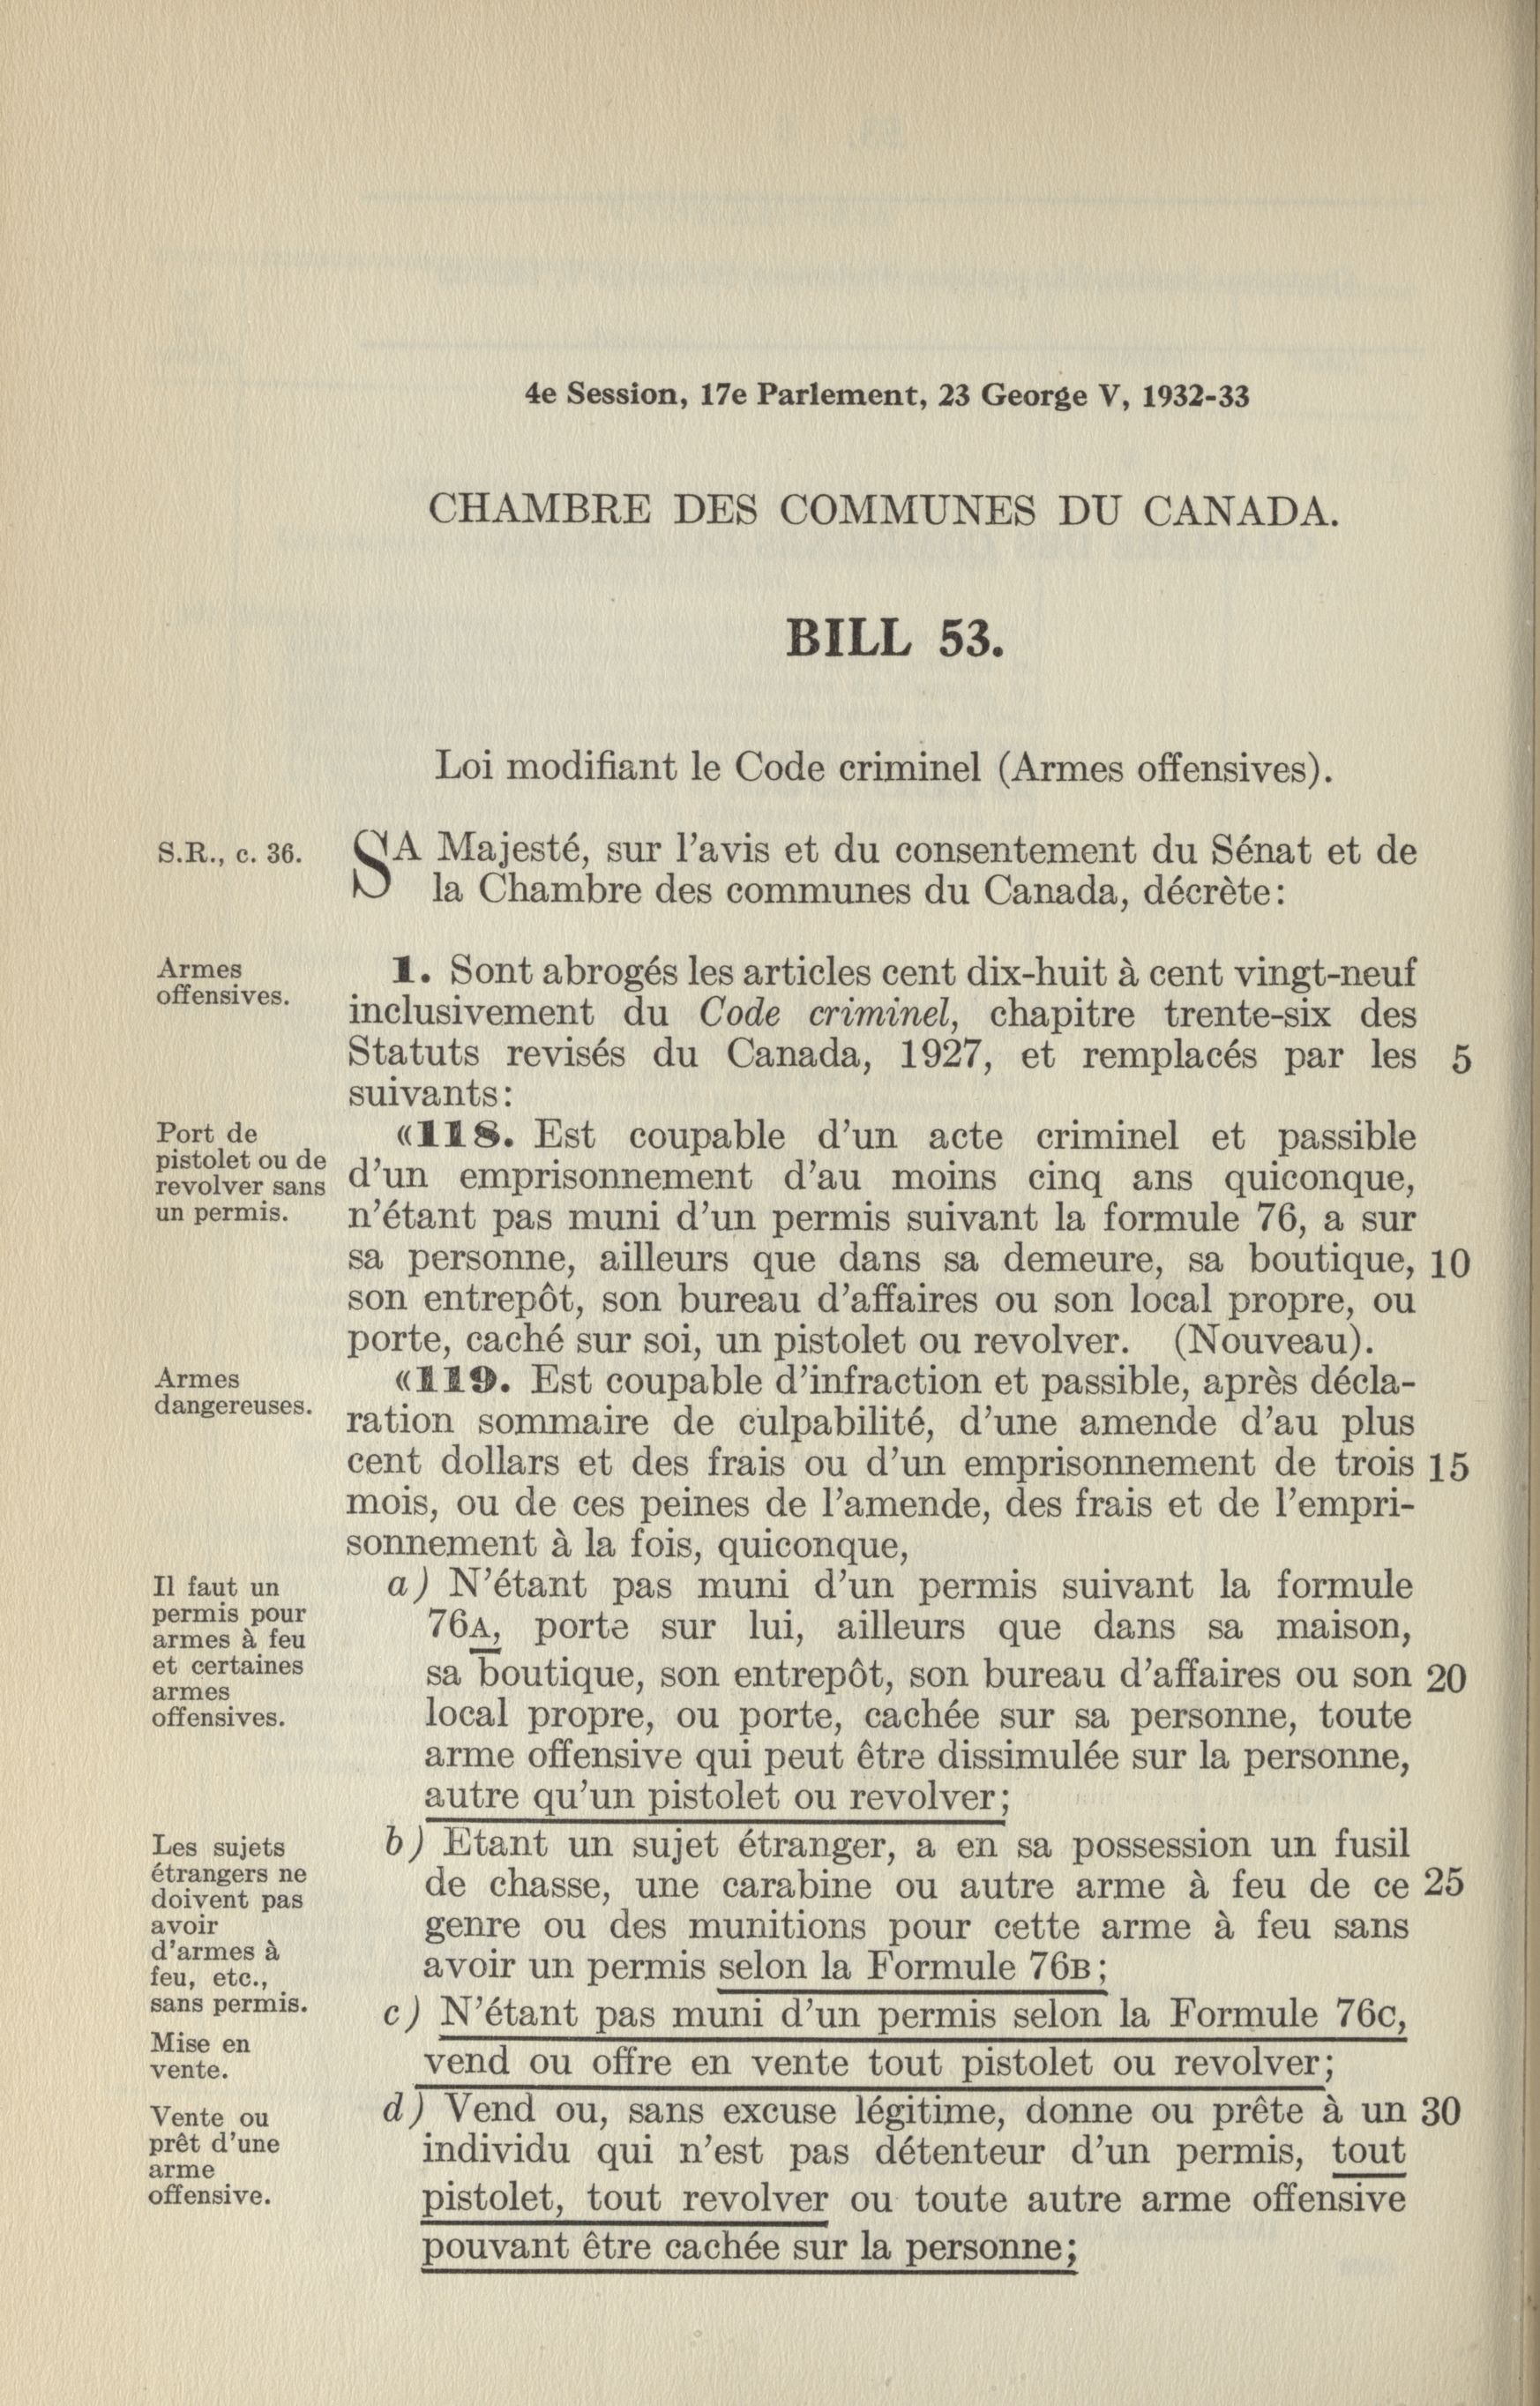 4e Session, 17e Parlement, 23 George V, 1932-33
CHAMBRE DES COMMUNES DU CANADA.
BILL 53.
Loi modifiant le Code criminel (Armes offensives).
S.R., c. 36.
SA Majesté, sur l'avis et du consentement du Sénat et de
la Chambre des communes du Canada, décrète:
Armes
offensives.
1. Sont abrogés les articles cent dix-huit à cent vingt-neuf
inclusivement du Code criminel, chapitre trente-six des
Statuts revisés du Canada, 1927, et remplacés par les 5
suivants:
Port de
pistolet ou de
revolver sans
un permis.
«118. Est coupable d'un acte criminel et passible
d'un emprisonnement d'au moins cinq ans quiconque,
n'étant pas muni d'un permis suivant la formule 76, a sur
sa personne, ailleurs que dans sa demeure, sa boutique, 10
son entrepôt, son bureau d'affaires ou son local propre, ou
porte, caché sur soi, un pistolet ou revolver. (Nouveau).
Armes
dangereuses.
«119. Est coupable d'infraction et passible, après décla-
ration sommaire de culpabilité, d'une amende d'au plus
cent dollars et des frais ou d'un emprisonnement de trois 15
mois, ou de ces peines de l'amende, des frais et de l'empri-
sonnement à la fois, quiconque,
Il faut un
permis pour
armes à feu
et certaines
armes
offensives.
a) N'étant pas muni d'un permis suivant la formule
76A, porte sur lui, ailleurs que dans sa maison,
sa boutique, son entrepôt, son bureau d'affaires ou son 20
local propre, ou porte, cachée sur sa personne, toute
arme offensive qui peut être dissimulée sur la personne,
autre qu'un pistolet ou revolver;
Les sujets
étrangers ne
doivent pas
avoir
d'armes à
feu, etc.,
sans permis.
b) Etant un sujet étranger, a en sa possession un fusil
de chasse, une carabine ou autre arme à feu de ce 25
genre ou des munitions pour cette arme à feu sans
avoir un permis selon la Formule 76B;
Mise en
vente.
c) N'étant pas muni d'un permis selon la Formule 76C,
vend ou offre en vente tout pistolet ou revolver;
Vente ou
prêt d'une
arme
offensive.
d) Vend ou, sans excuse légitime, donne ou prête à un 30
individu qui n'est pas détenteur d'un permis, tout
pistolet, tout revolver ou toute autre arme offensive
pouvant être cachée sur la personne;